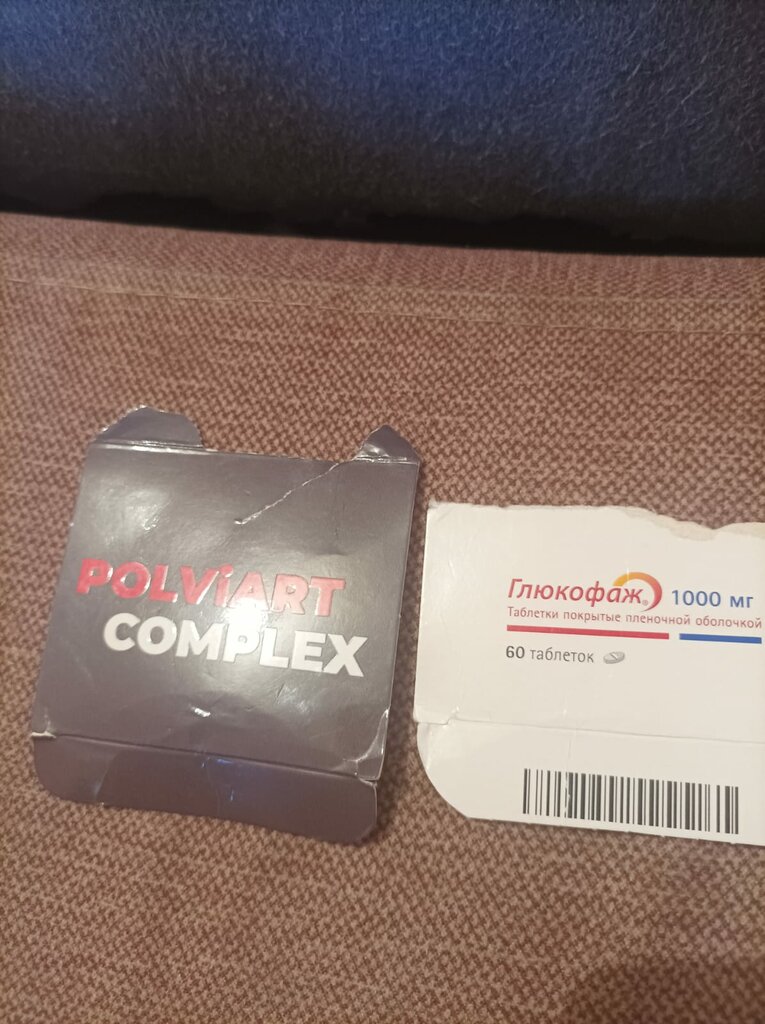 POLViART
COMPLEX
Глюкофаж® 1000 мг
Таблетки покрытые пленочной оболочкой
60 таблеток